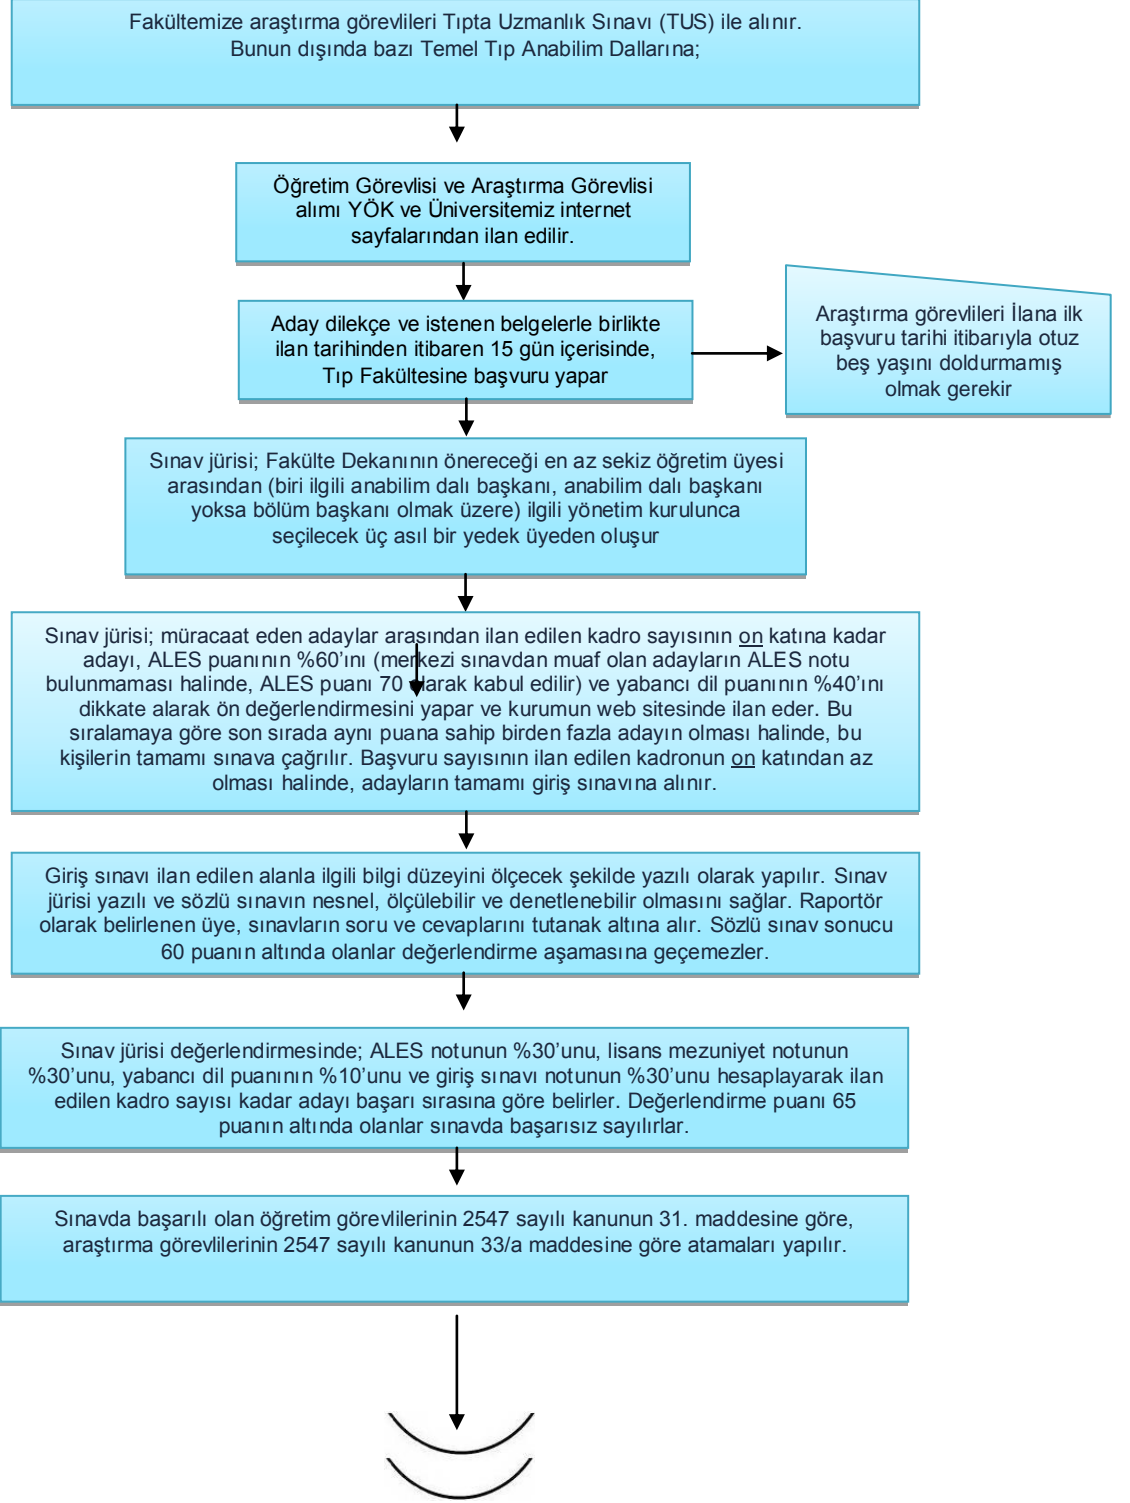 Fakültemize araştırma görevlileri Tıpta Uzmanlık Sınavı (TUS) ile alınır.
Bunun dışında bazı Temel Tıp Anabilim Dallarına;
Öğretim Görevlisi ve Araştırma Görevlisi
alımı YÖK ve Üniversitemiz internet
sayfalarından ilan edilir.
Aday dilekçe ve istenen belgelerle birlikte
ilan tarihinden itibaren 15 gün içerisinde,
Tıp Fakültesine başvuru yapar
Araştırma görevlileri İlana ilk
başvuru tarihi itibarıyla otuz
beş yaşını doldurmamış
olmak gerekir
Sınav jürisi; Fakülte Dekanının önereceği en az sekiz öğretim üyesi
arasından (biri ilgili anabilim dalı başkanı, anabilim dalı başkanı
yoksa bölüm başkanı olmak üzere) ilgili yönetim kurulunca
seçilecek üç asıl bir yedek üyeden oluşur
Sınav jürisi; müracaat eden adaylar arasından ilan edilen kadro sayısının on katına kadar
adayı, ALES puanının %60’ını (merkezi sınavdan muaf olan adayların ALES notu
bulunmaması halinde, ALES puanı 70 olarak kabul edilir) ve yabancı dil puanının %40’ını
dikkate alarak ön değerlendirmesini yapar ve kurumun web sitesinde ilan eder. Bu
sıralamaya göre son sırada aynı puana sahip birden fazla adayın olması halinde, bu
kişilerin tamamı sınava çağrılır. Başvuru sayısının ilan edilen kadronun on katından az
olması halinde, adayların tamamı giriş sınavına alınır.
Giriş sınavı ilan edilen alanla ilgili bilgi düzeyini ölçecek şekilde yazılı olarak yapılır. Sınav
jürisi yazılı ve sözlü sınavın nesnel, ölçülebilir ve denetlenebilir olmasını sağlar. Raportör
olarak belirlenen üye, sınavların soru ve cevaplarını tutanak altına alır. Sözlü sınav sonucu
60 puanın altında olanlar değerlendirme aşamasına geçemezler.
Sınav jürisi değerlendirmesinde; ALES notunun %30’unu, lisans mezuniyet notunun
%30’unu, yabancı dil puanının %10’unu ve giriş sınavı notunun %30’unu hesaplayarak ilan
edilen kadro sayısı kadar adayı başarı sırasına göre belirler. Değerlendirme puanı 65
puanın altında olanlar sınavda başarısız sayılırlar.
Sınavda başarılı olan öğretim görevlilerinin 2547 sayılı kanunun 31. maddesine göre,
araştırma görevlilerinin 2547 sayılı kanunun 33/a maddesine göre atamaları yapılır.